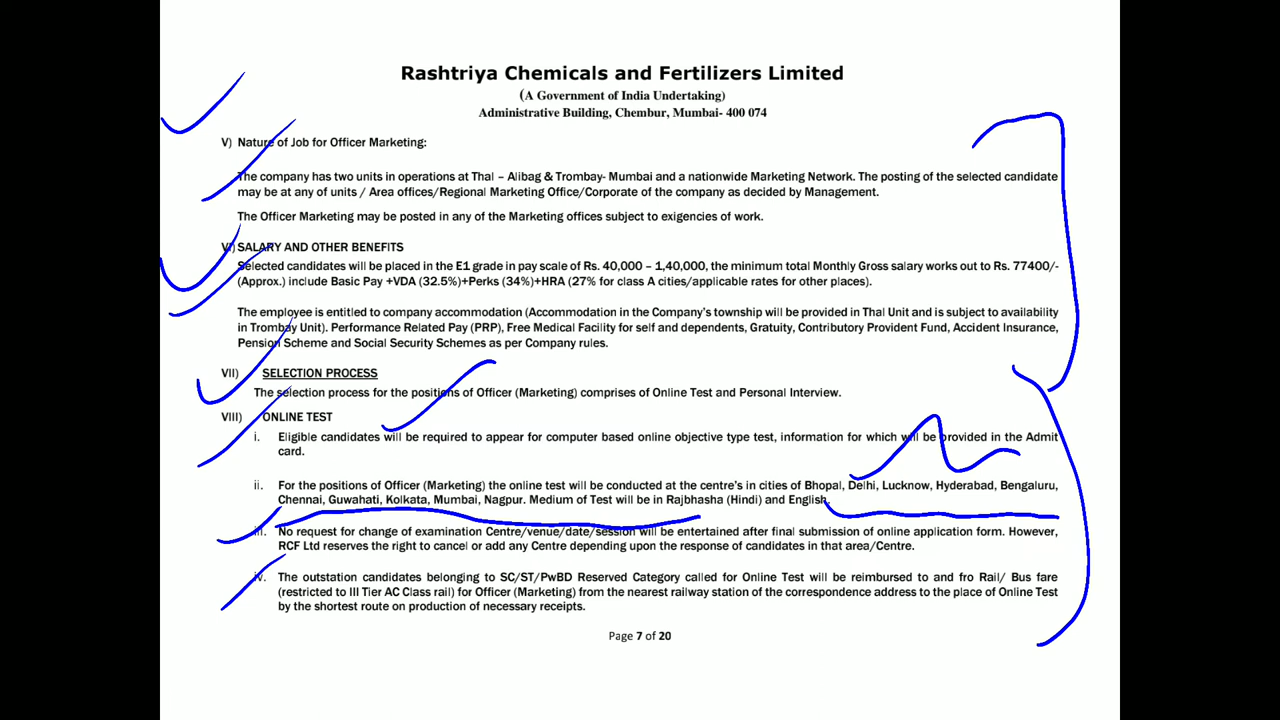 Rashtriya Chemicals and Fertilizers Limited
(A Government of India Undertaking)
Administrative Building, Chembur, Mumbai- 400 074
V) Nature of Job for Officer Marketing:
The company has two units in operations at Thal – Alibag & Trombay- Mumbai and a nationwide Marketing Network. The posting of the selected candidate
may be at any of units / Area offices/Regional Marketing Office/Corporate of the company as decided by Management.
The Officer Marketing may be posted in any of the Marketing offices subject to exigencies of work.
VI) SALARY AND OTHER BENEFITS
Selected candidates will be placed in the E1 grade in pay scale of Rs. 40,000 – 1,40,000, the minimum total Monthly Gross salary works out to Rs. 77400/-
(Approx.) include Basic Pay +VDA (32.5%)+Perks (34%)+HRA (27% for class A cities/applicable rates for other places).
The employee is entitled to company accommodation (Accommodation in the Company's township will be provided in Thal Unit and is subject to availability
in Trombay Unit). Performance Related Pay (PRP), Free Medical Facility for self and dependents, Gratuity, Contributory Provident Fund, Accident Insurance,
Pension Scheme and Social Security Schemes as per Company rules.
VII) SELECTION PROCESS
The selection process for the positions of Officer (Marketing) comprises of Online Test and Personal Interview.
VIII) ONLINE TEST
i. Eligible candidates will be required to appear for computer based online objective type test, information for which will be provided in the Admit
card.
ii. For the positions of Officer (Marketing) the online test will be conducted at the centre's in cities of Bhopal, Delhi, Lucknow, Hyderabad, Bengaluru,
Chennai, Guwahati, Kolkata, Mumbai, Nagpur. Medium of Test will be in Rajbhasha (Hindi) and English.
iii. No request for change of examination Centre/venue/date/session will be entertained after final submission of online application form. However,
RCF Ltd reserves the right to cancel or add any Centre depending upon the response of candidates in that area/Centre.
iv. The outstation candidates belonging to SC/ST/PwBD Reserved Category called for Online Test will be reimbursed to and fro Rail/ Bus fare
(restricted to III Tier AC Class rail) for Officer (Marketing) from the nearest railway station of the correspondence address to the place of Online Test
by the shortest route on production of necessary receipts.
Page 7 of 20